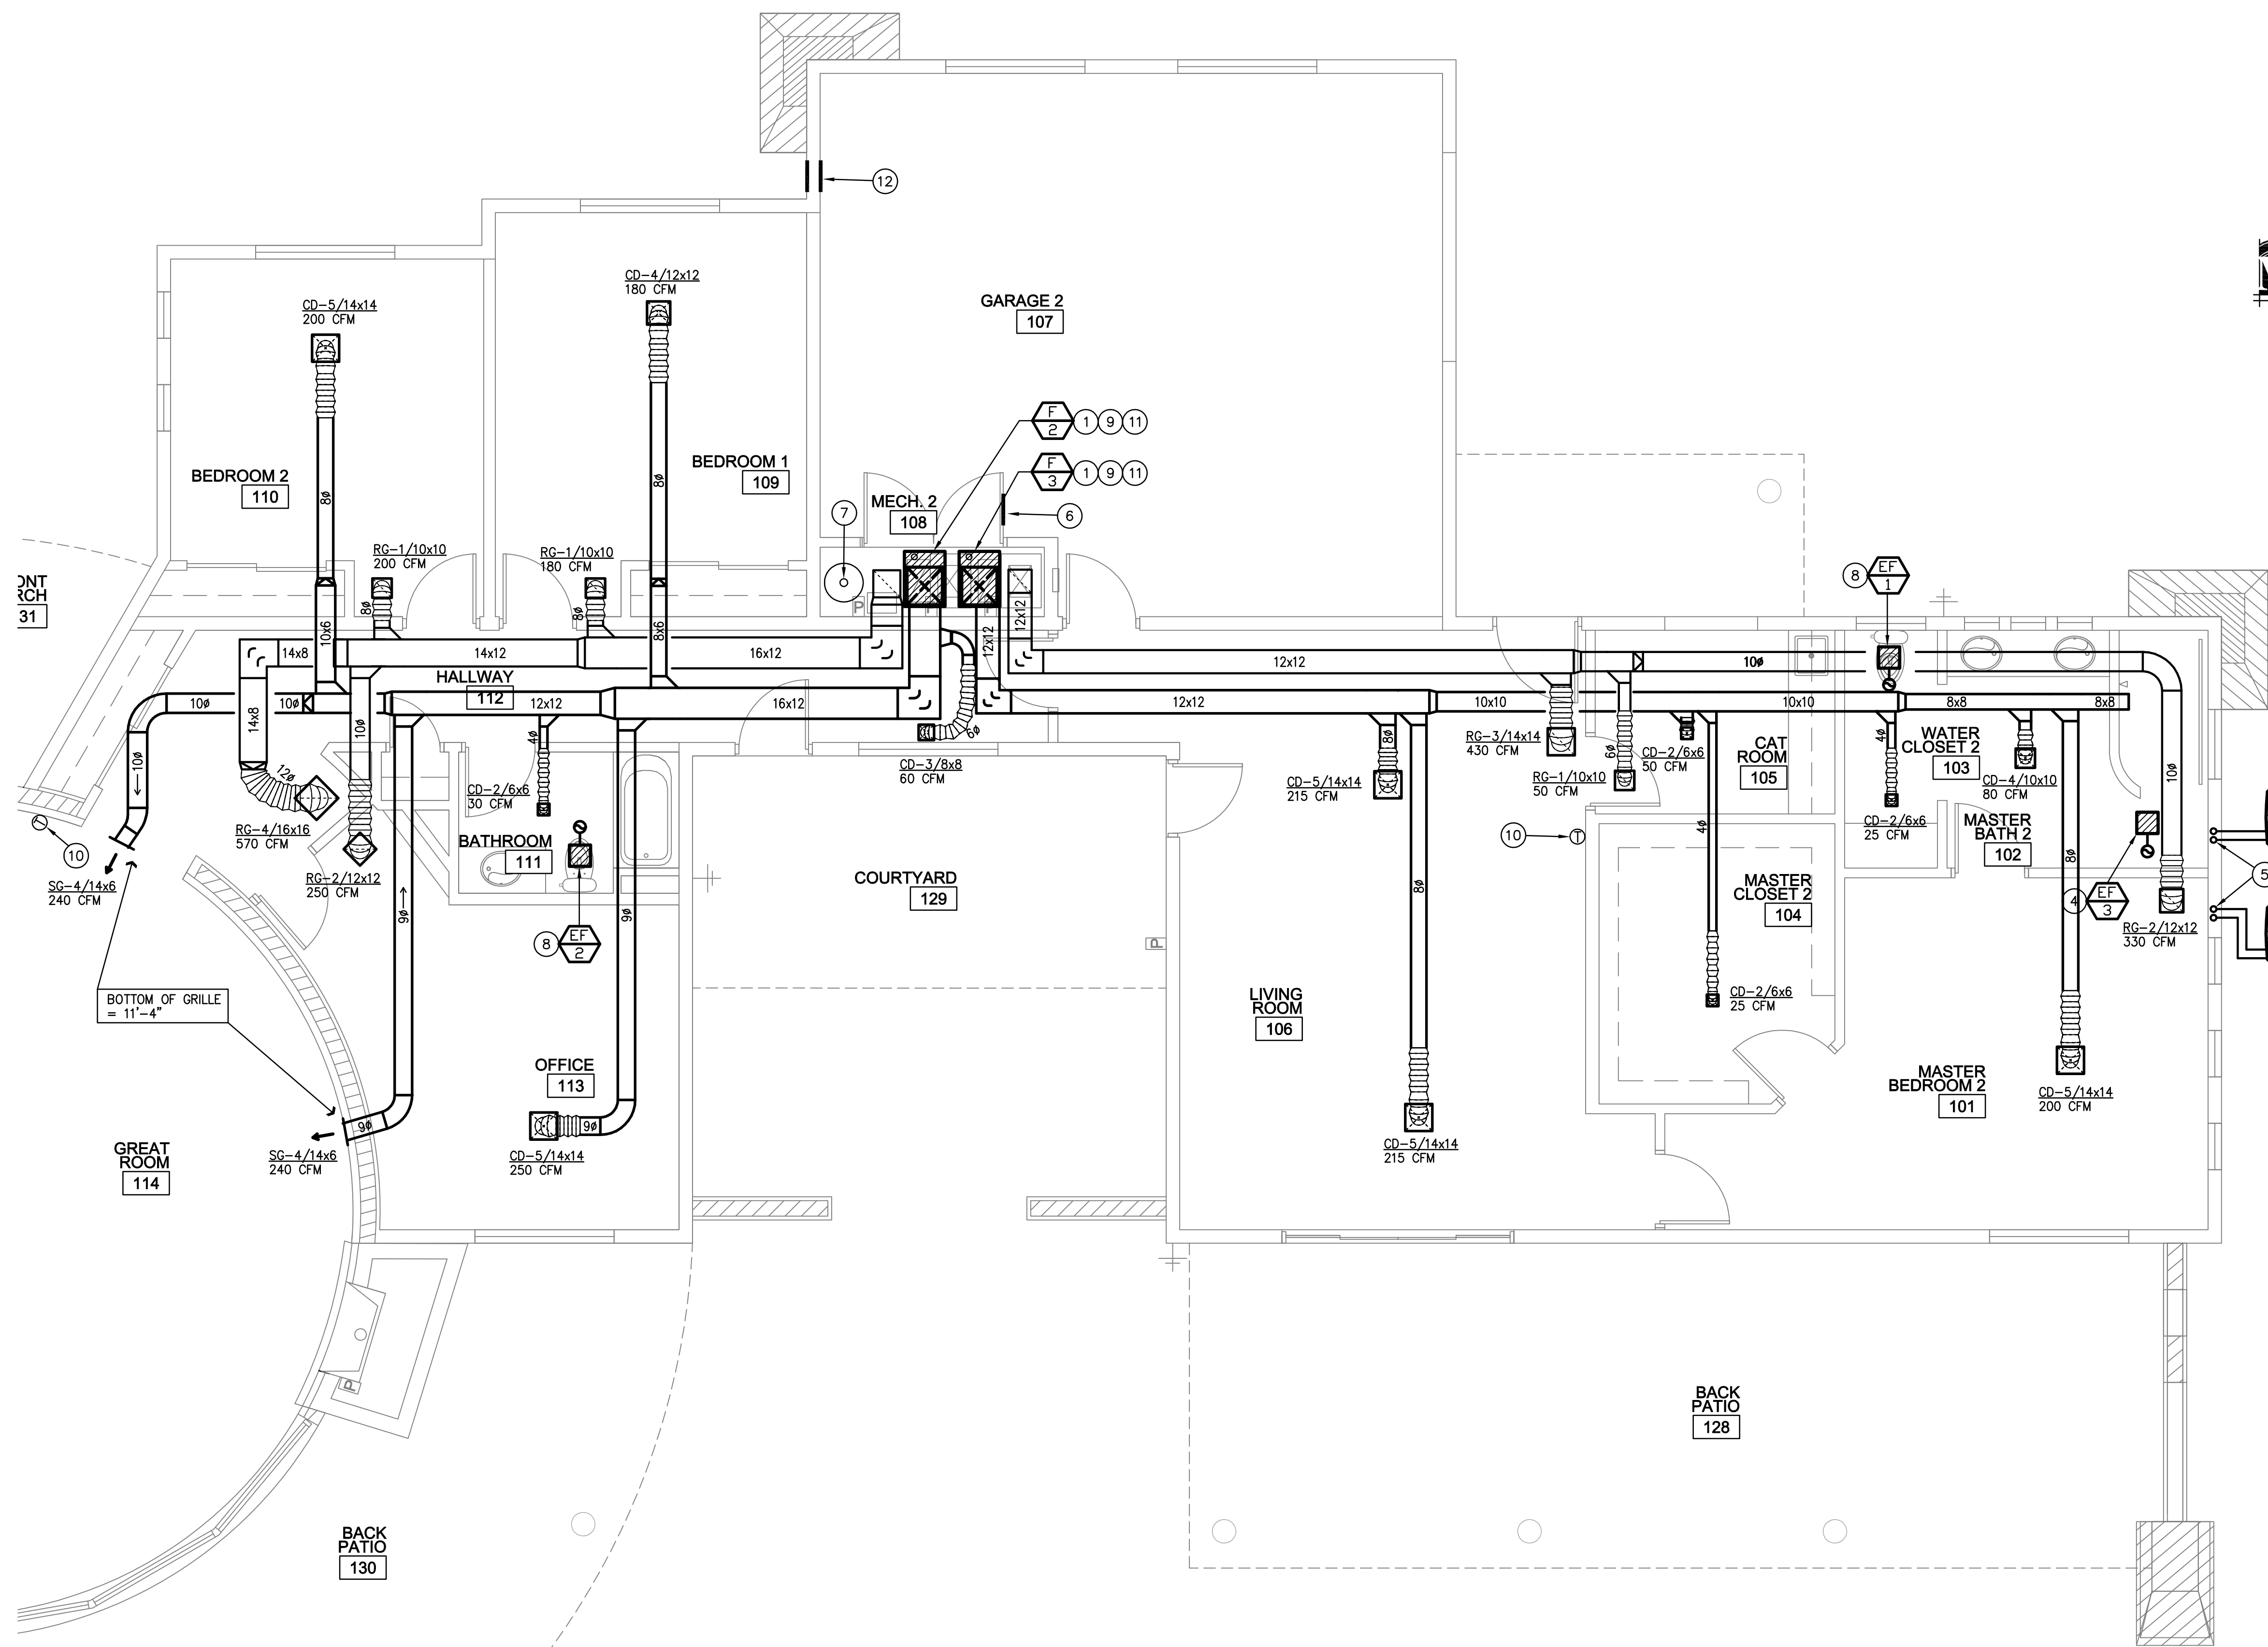 12
CD-4/12x12
180 CFM
CD-5/14x14
200 CFM
GARAGE 2
107
F
2
1
9
11
F
3
1
9
11
BEDROOM 2
110
8ø
BEDROOM 1
109
8ø
MECH. 2
108
7
6
RG-1/10x10
200 CFM
RG-1/10x10
180 CFM
8
EF
1
31
8ø
8ø
P
10x6
8x6
12x12
12x12
14x8
14x12
16x12
12x12
10ø
HALLWAY
112
10ø
10ø
12x12
16x12
12x12
10x10
10x10
8x8
8x8
14x8
10ø
4ø
6ø
8ø
RG-3/14x14
430 CFM
6ø
CD-2/6x6
50 CFM
CAT
ROOM
105
4ø
WATER
CLOSET 2
103
10ø
12ø
CD-2/6x6
30 CFM
CD-3/8x8
60 CFM
CD-5/14x14
215 CFM
RG-1/10x10
50 CFM
CD-4/10x10
80 CFM
10ø
RG-4/16x16
570 CFM
BATHROOM
111
10
T
4ø
CD-2/6x6
25 CFM
MASTER
BATH 2
102
T
10
SG-4/14x6
240 CFM
RG-2/12x12
250 CFM
COURTYARD
129
8ø
MASTER
CLOSET 2
104
8ø
4
EF
3
5
9ø
9ø
8
EF
2
P
RG-2/12x12
330 CFM
BOTTOM OF GRILLE
= 11'-4"
LIVING
ROOM
106
CD-2/6x6
25 CFM
OFFICE
113
MASTER
BEDROOM 2
101
CD-5/14x14
200 CFM
9ø
9ø
GREAT
ROOM
114
SG-4/14x6
240 CFM
CD-5/14x14
250 CFM
CD-5/14x14
215 CFM
P
BACK
PATIO
128
BACK
PATIO
130